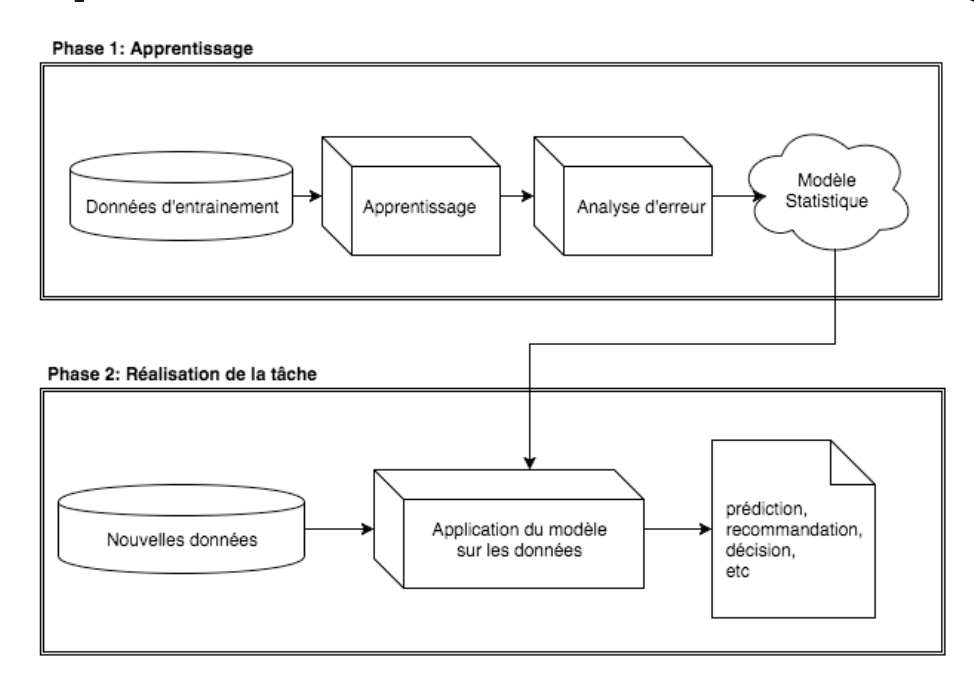 Phase 1: Apprentissage
Données d'entrainement
Apprentissage
Analyse d'erreur
Modèle
Statistique
Phase 2: Réalisation de la tâche
Nouvelles données
Application du modèle
sur les données
prédiction,
recommandation,
décision,
etc